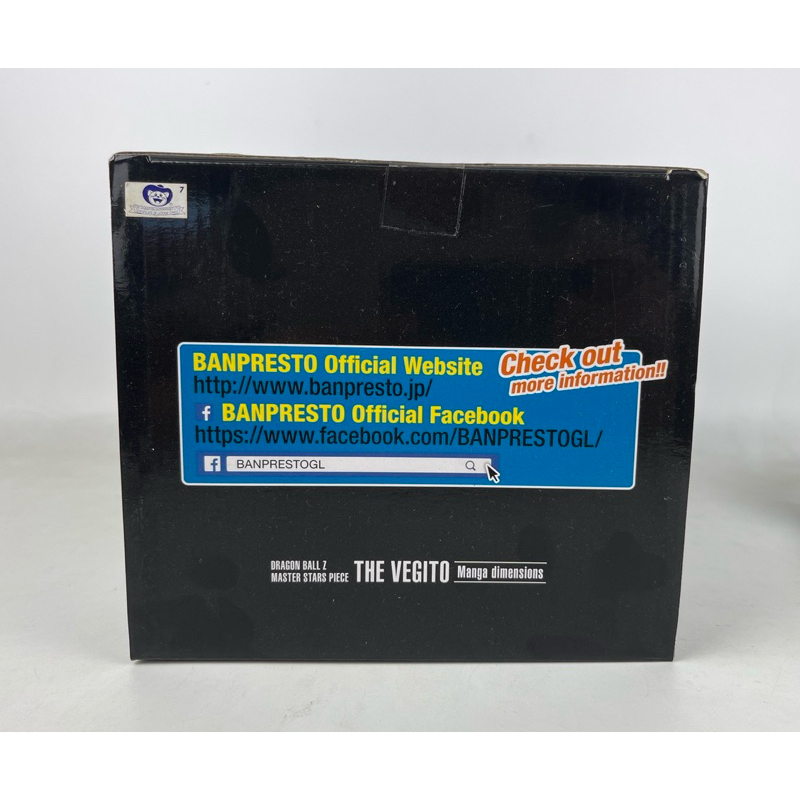 7
BANPRESTO Official Website
Check out
more information!!
http://www.banpresto.jp/
f BANPRESTO Official Facebook
https://www.facebook.com/BANPRESTOGL/
f BANPRESTOGL
DRAGON BALL Z
MASTER STARS PIECE THE VEGITO Manga dimensions